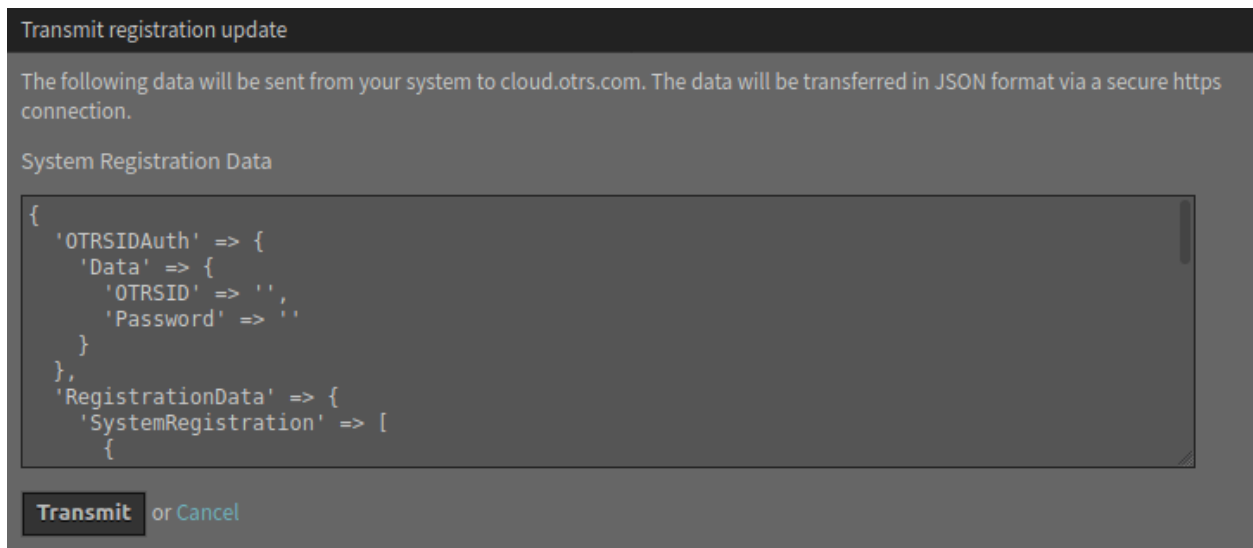 Transmit registration update
The following data will be sent from your system to cloud.otrs.com. The data will be transferred in JSON format via a secure https
connection.
System Registration Data
{
  'OTRSIDAuth' => {
    'Data' => {
      'OTRSID' => '',
      'Password' => ''
    }
  },
  'RegistrationData' => {
    'SystemRegistration' => [
      {
Transmit or Cancel